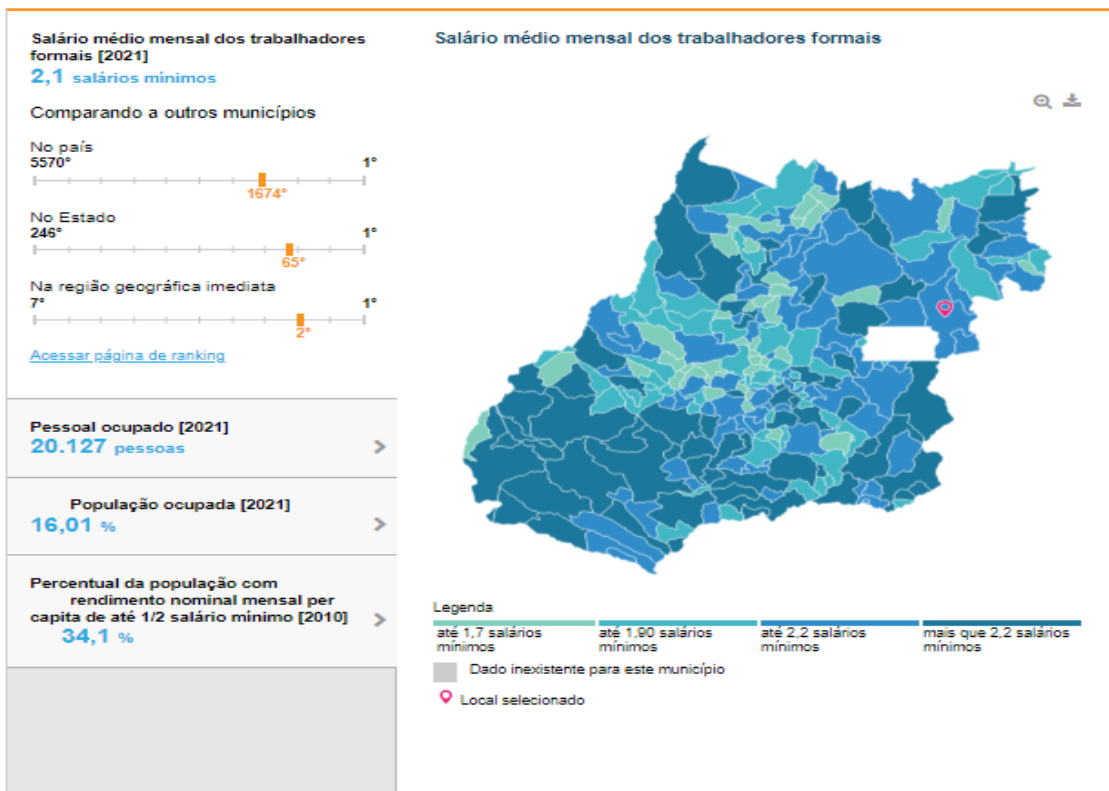 Salário médio mensal dos trabalhadores
formais [2021]
2,1 salários mínimos
Comparando a outros municípios
No país
5570° 1°
1674°
No Estado
246° 1°
65°
Na região geográfica imediata
7° 1°
2°
Acessar página de ranking
Pessoal ocupado [2021]
20.127 pessoas
População ocupada [2021]
16,01 %
Percentual da população com
rendimento nominal mensal per
capita de até 1/2 salário mínimo [2010]
34,1 %
Salário médio mensal dos trabalhadores formais
Legenda
até 1,7 salários
mínimos
até 1,90 salários
mínimos
até 2,2 salários
mínimos
mais que 2,2 salários
mínimos
Dado inexistente para este município
Local selecionado